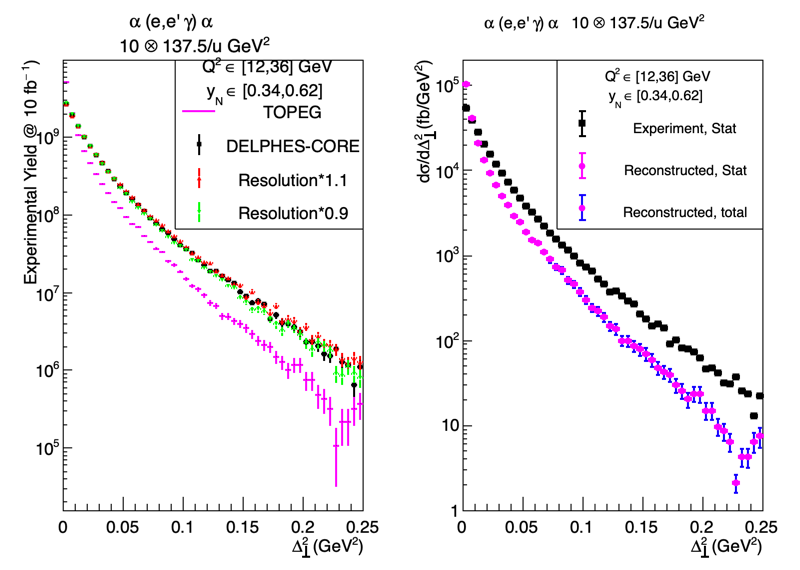 α (e,e' γ) α
10 ⊗ 137.5/u GeV²
Q² ∈ [12,36] GeV
y_N ∈ [0.34,0.62]
TOPEG
DELPHES-CORE
Resolution*1.1
Resolution*0.9
Experimental Yield @ 10 fb⁻¹
10⁹
10⁸
10⁷
10⁶
10⁵
0 0.05 0.1 0.15 0.2 0.25
Δ²_⊥ (GeV²)
α (e,e' γ) α 10 ⊗ 137.5/u GeV²
Q² ∈ [12,36] GeV
y_N ∈ [0.34,0.62]
Experiment, Stat
Reconstructed, Stat
Reconstructed, total
dσ/dΔ²_⊥ (fb/GeV²)
10⁵
10⁴
10³
10²
10
1
0 0.05 0.1 0.15 0.2 0.25
Δ²_⊥ (GeV²)